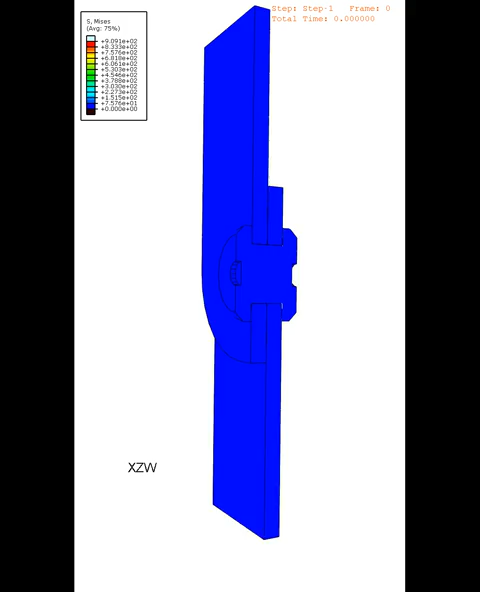 Step: Step-1 Frame: 0
Total Time: 0.000000
S, Mises
(Avg: 75%)
+9.091e+02
+8.333e+02
+7.576e+02
+6.818e+02
+6.061e+02
+5.303e+02
+4.546e+02
+3.788e+02
+3.030e+02
+2.273e+02
+1.515e+02
+7.576e+01
+0.000e+00
XZW